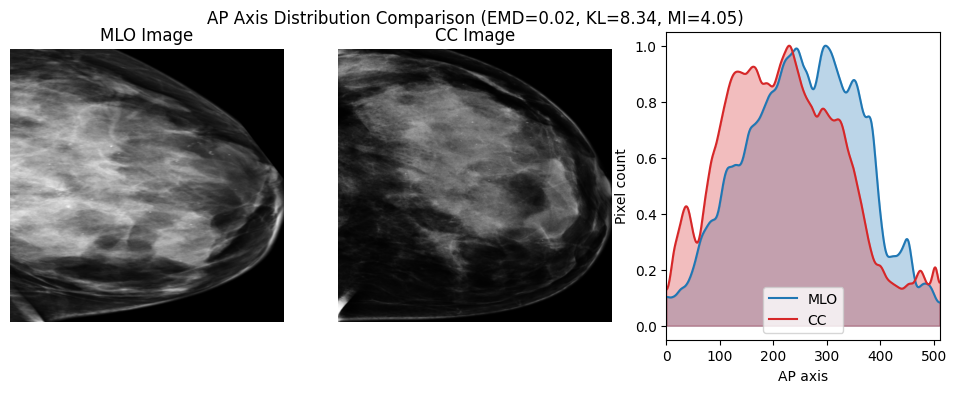 AP Axis Distribution Comparison (EMD=0.02, KL=8.34, MI=4.05)
MLO Image
CC Image
1.0
0.8
0.6
0.4
0.2
0.0
Pixel count
MLO
CC
0
100
200
300
400
500
AP axis